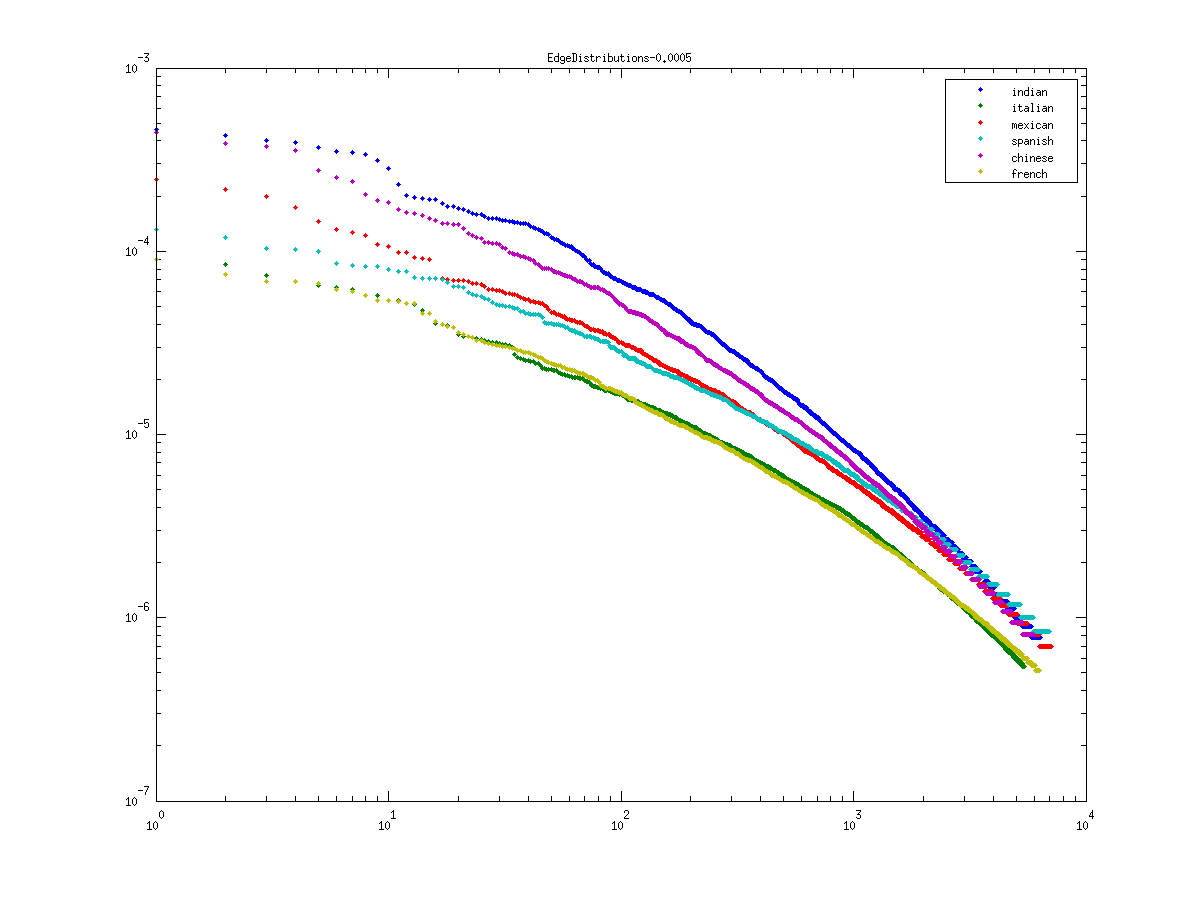 EdgeDistributions-0.0005
10^-3
indian
italian
mexican
spanish
chinese
french
10^-4
10^-5
10^-6
10^-7
10^0 10^1 10^2 10^3 10^4